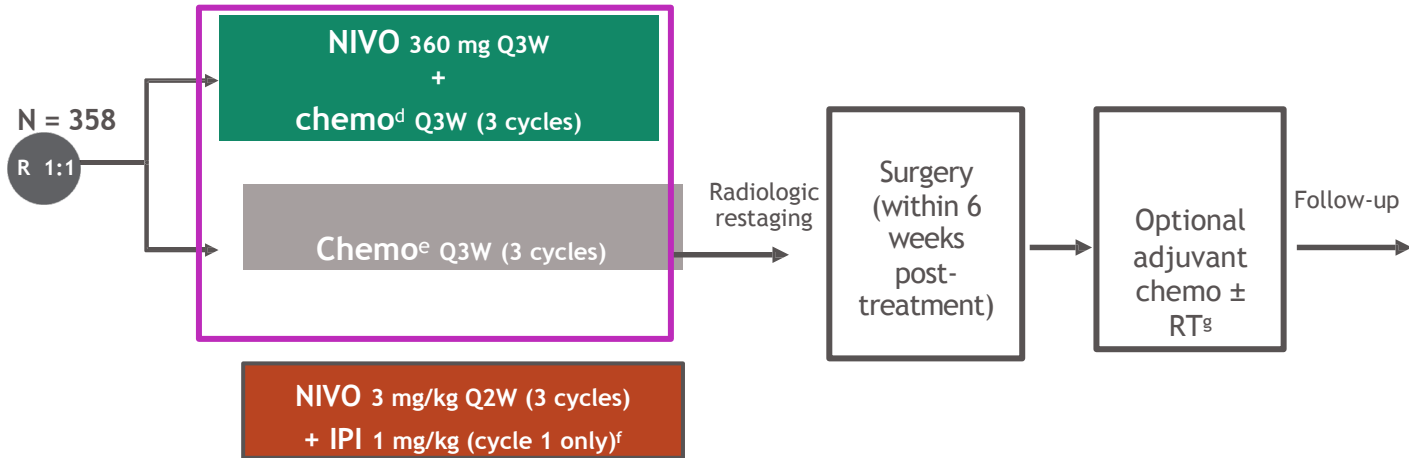 N = 358
R 1:1
NIVO 360 mg Q3W
+
chemoᵈ Q3W (3 cycles)
Chemoᵉ Q3W (3 cycles)
NIVO 3 mg/kg Q2W (3 cycles)
+ IPI 1 mg/kg (cycle 1 only)ᶠ
Radiologic
restaging
Surgery
(within 6
weeks
post-
treatment)
Optional
adjuvant
chemo ±
RTᵍ
Follow-up